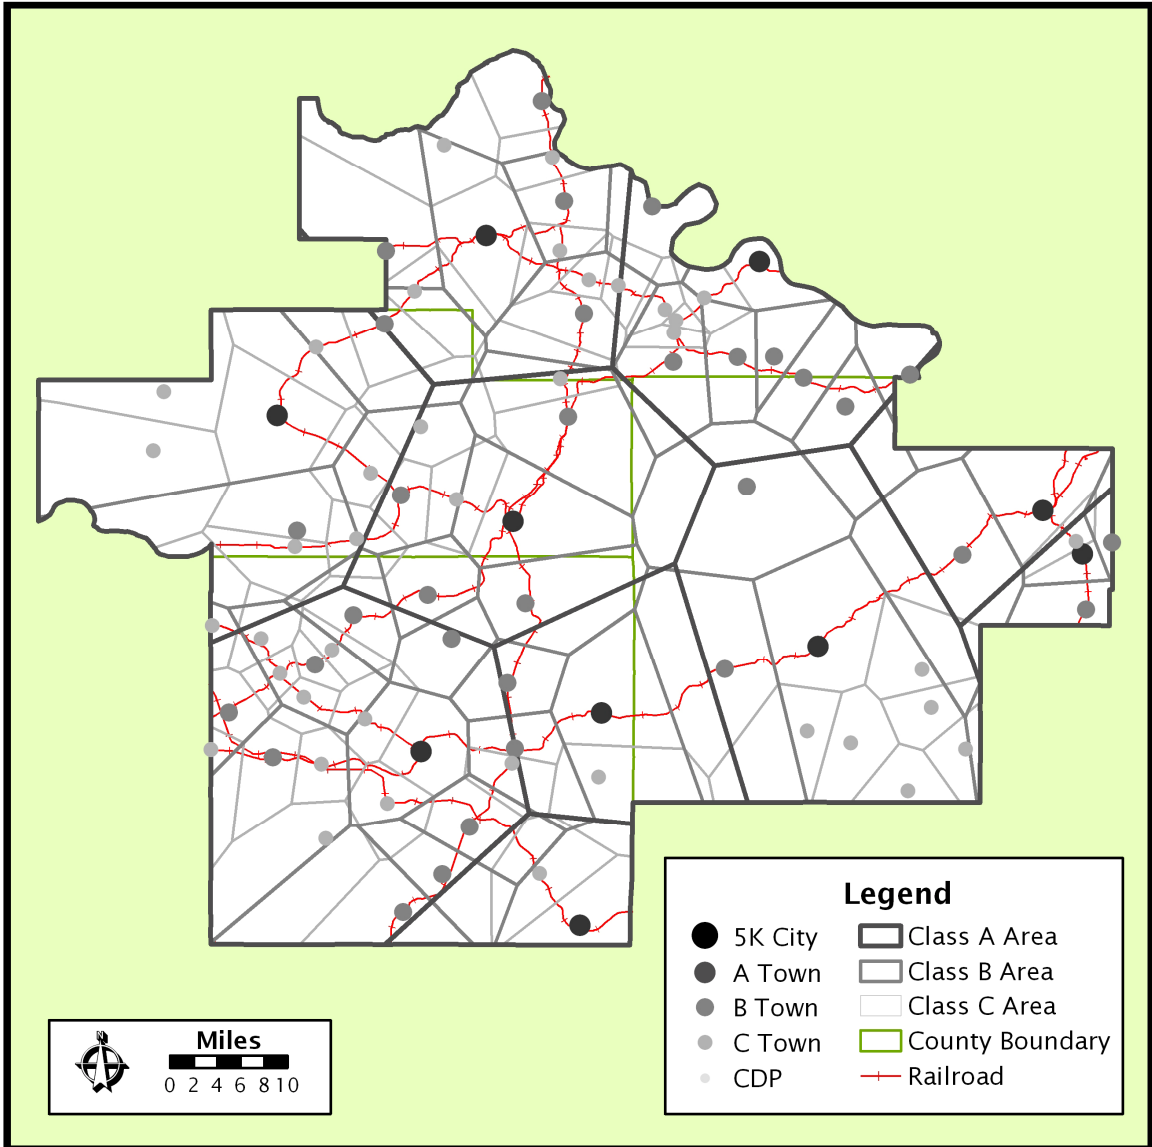 Legend
5K City
A Town
B Town
C Town
CDP
Class A Area
Class B Area
Class C Area
County Boundary
Railroad
N
Miles
0 2 4 6 8 10